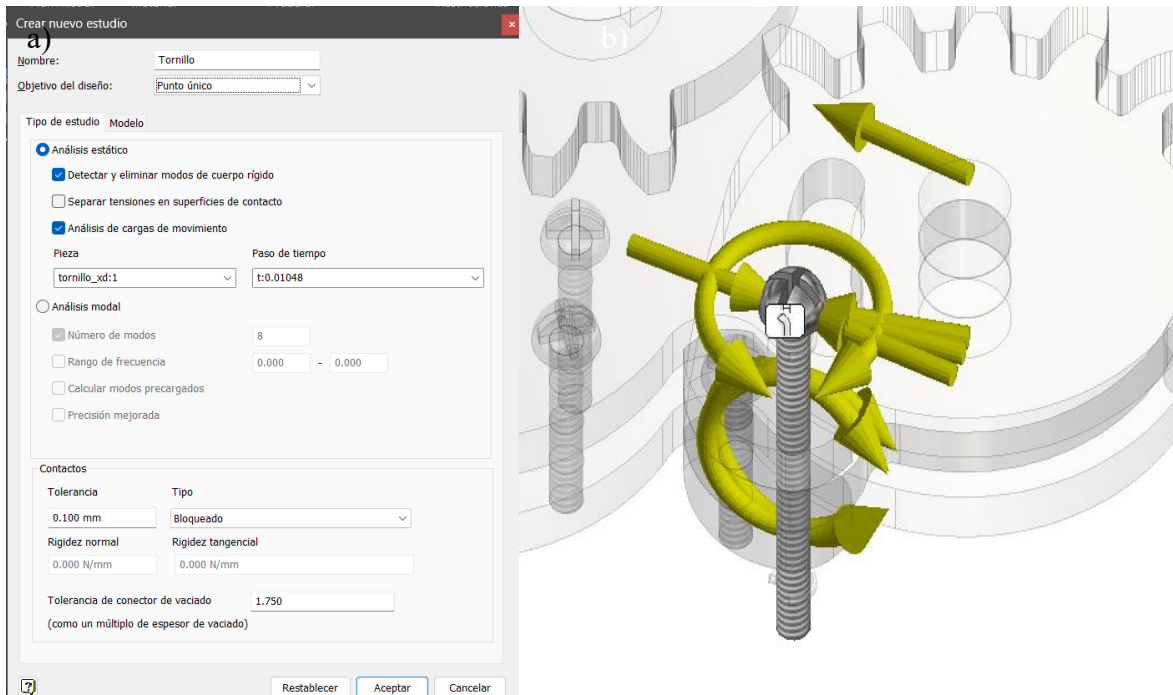 Crear nuevo estudio
a)
b)
Nombre:
Tornillo
Objetivo del diseño:
Punto único
Tipo de estudio
Modelo
Análisis estático
Detectar y eliminar modos de cuerpo rígido
Separar tensiones en superficies de contacto
Análisis de cargas de movimiento
Pieza
Paso de tiempo
tornillo_xd:1
t:0.01048
Análisis modal
Número de modos
8
Rango de frecuencia
0.000 - 0.000
Calcular modos precargados
Precisión mejorada
Contactos
Tolerancia
Tipo
0.100 mm
Bloqueado
Rigidez normal
Rigidez tangencial
0.000 N/mm
0.000 N/mm
Tolerancia de conector de vaciado
1.750
(como un múltiplo de espesor de vaciado)
?
Restablecer
Aceptar
Cancelar